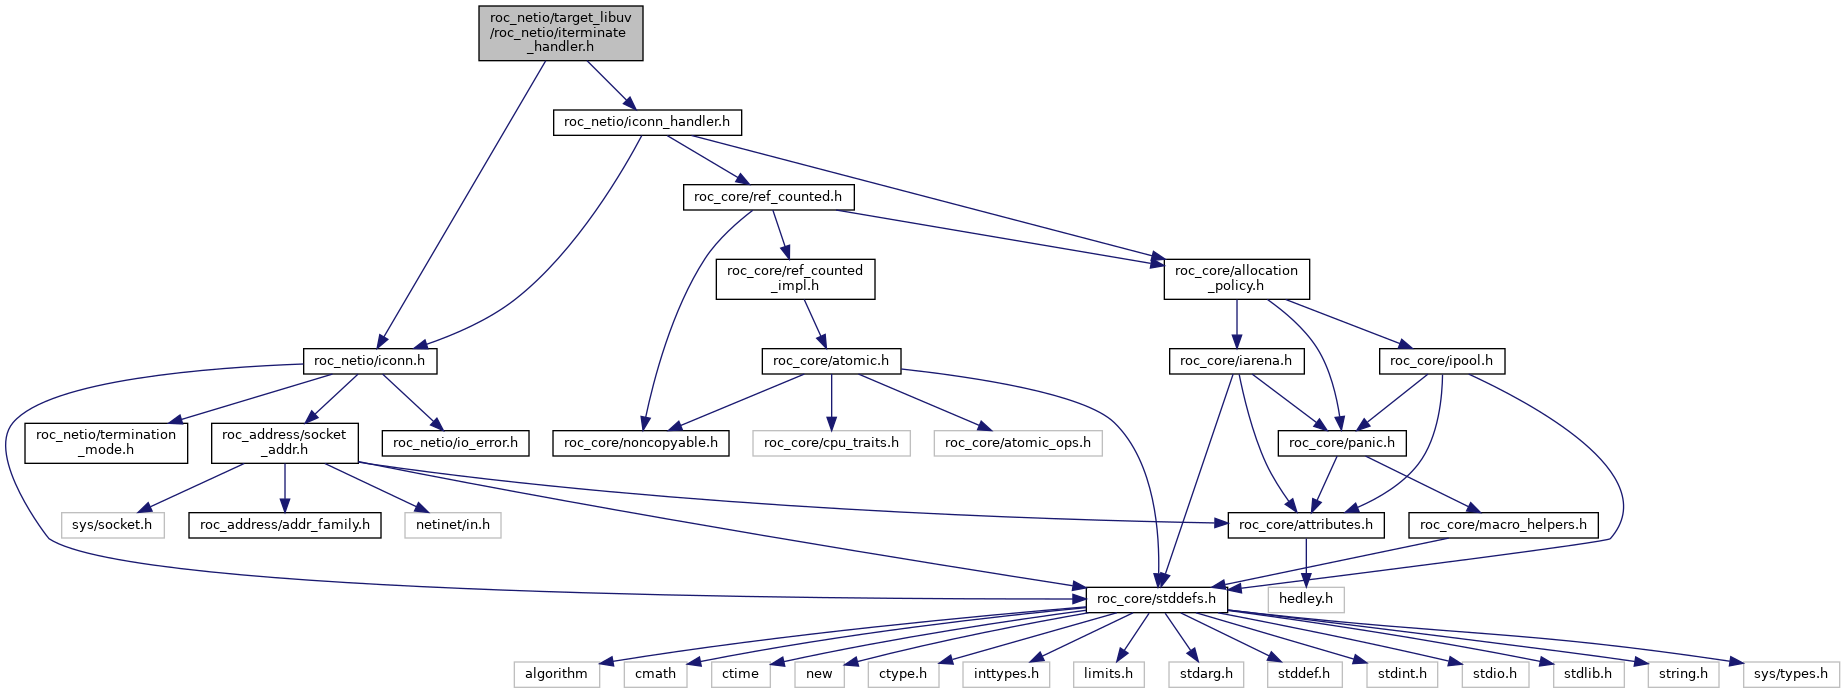 roc_netio/target_libuv
/roc_netio/iterminate
_handler.h
roc_netio/iconn_handler.h
roc_core/ref_counted.h
roc_core/ref_counted
_impl.h
roc_core/allocation
_policy.h
roc_netio/iconn.h
roc_core/atomic.h
roc_core/iarena.h
roc_core/ipool.h
roc_netio/termination
_mode.h
roc_address/socket
_addr.h
roc_netio/io_error.h
roc_core/noncopyable.h
roc_core/cpu_traits.h
roc_core/atomic_ops.h
roc_core/panic.h
sys/socket.h
roc_address/addr_family.h
netinet/in.h
roc_core/attributes.h
roc_core/macro_helpers.h
roc_core/stddefs.h
hedley.h
algorithm
cmath
ctime
new
ctype.h
inttypes.h
limits.h
stdarg.h
stddef.h
stdint.h
stdio.h
stdlib.h
string.h
sys/types.h